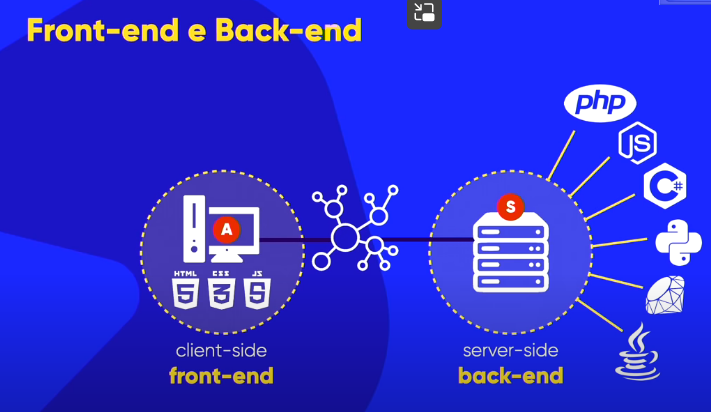 Front-end e Back-end
php
JS
C#
S
A
HTML CSS JS
5 3 5
client-side
front-end
server-side
back-end